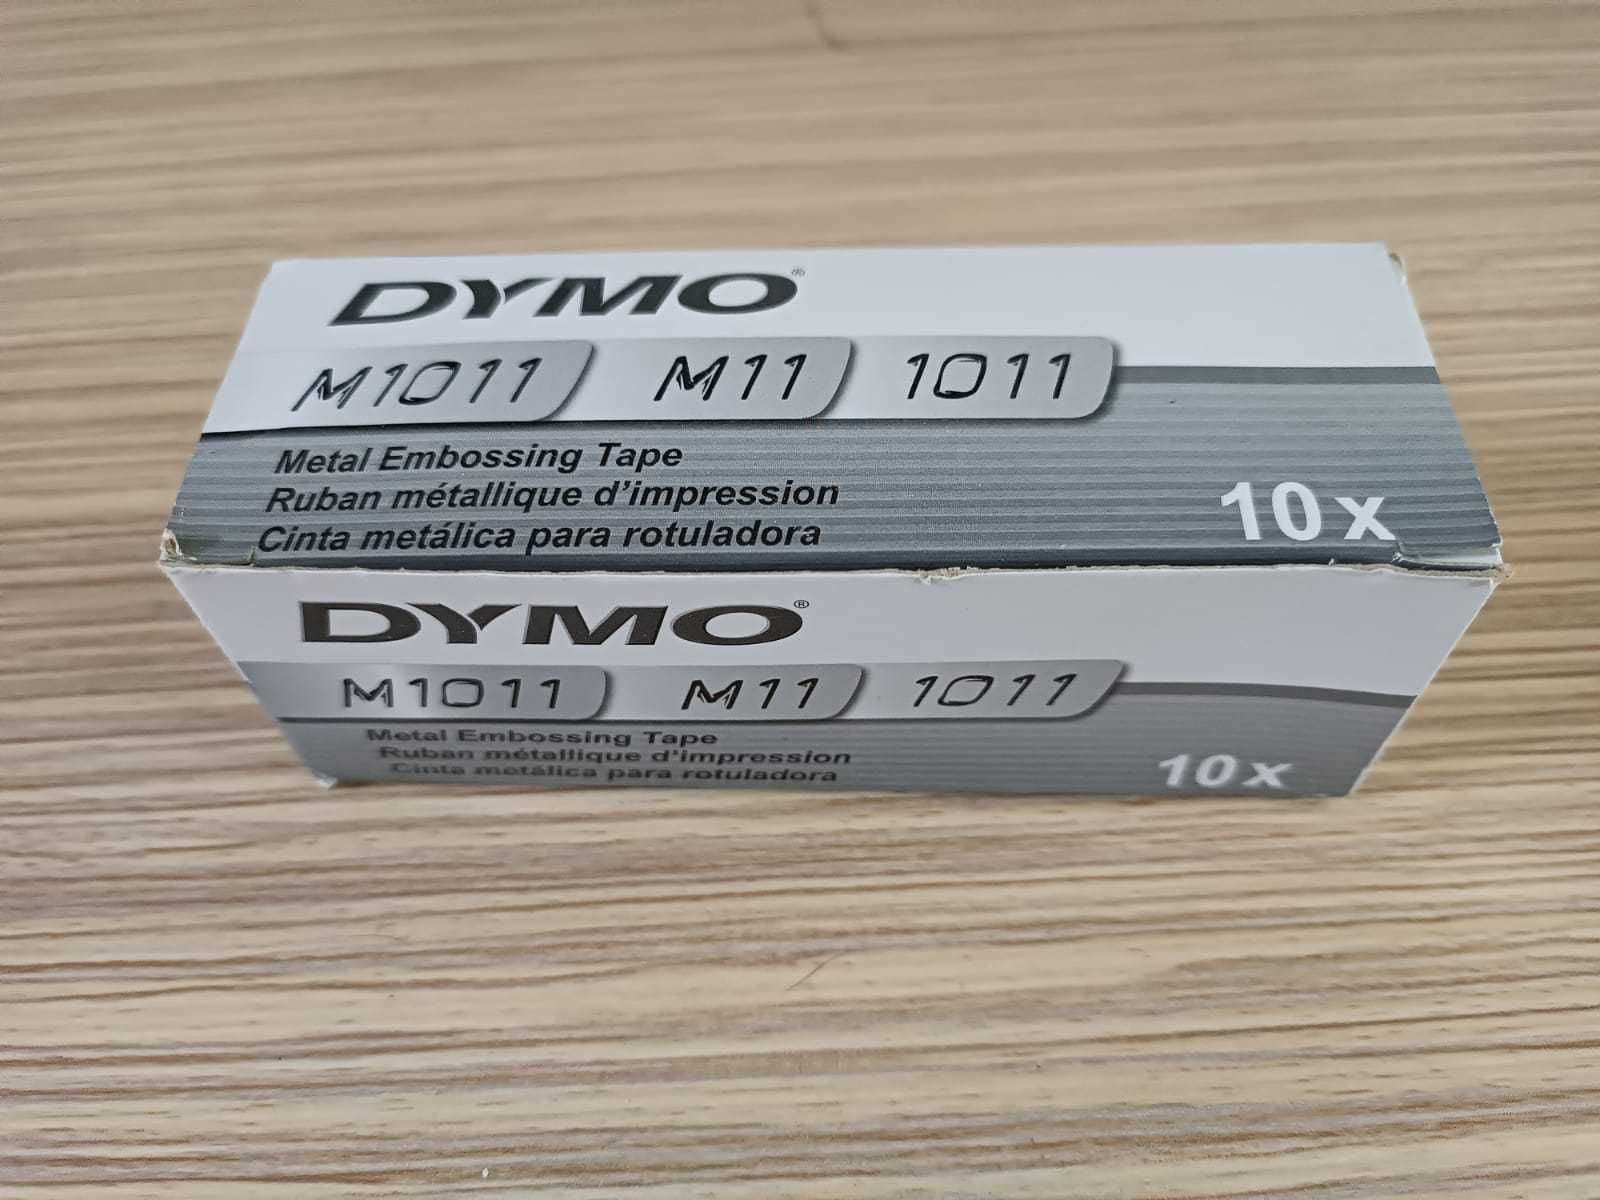 DYMO®
M1011 M11 1011
Metal Embossing Tape
Ruban métallique d'impression
Cinta metálica para rotuladora
10 x
DYMO®
M1011 M11 1011
Metal Embossing Tape
Ruban métallique d'impression
Cinta metálica para rotuladora
10 x